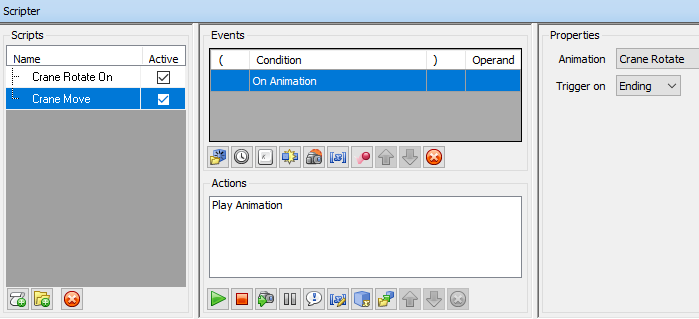 Scripter
Scripts
Name Active
Crane Rotate On
Crane Move
Events
( Condition ) Operand
On Animation
Actions
Play Animation
Properties
Animation Crane Rotate
Trigger on Ending